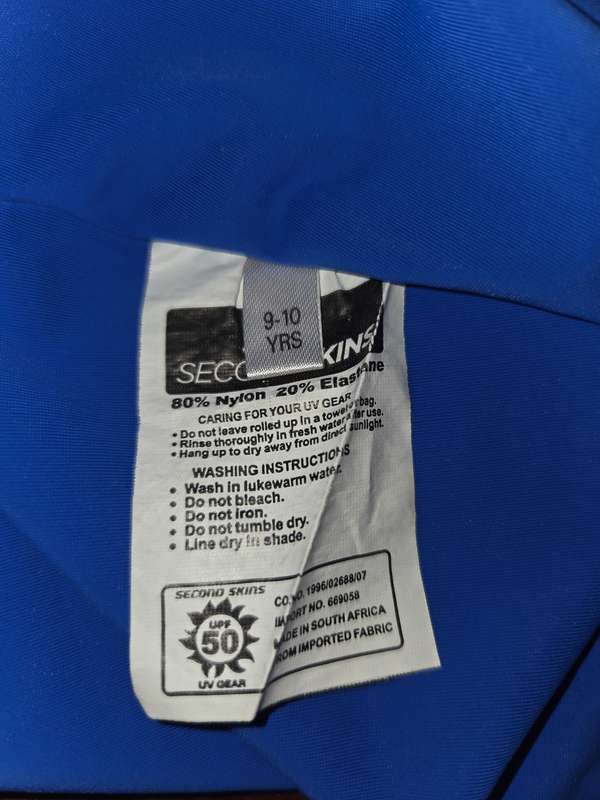 9-10
YRS
SECO KINS
80% Nylon 20% Elastane
CARING FOR YOUR UV GEAR
• Do not leave rolled up in a towel or bag.
• Rinse thoroughly in fresh water after use.
• Hang up to dry away from direct sunlight.
WASHING INSTRUCTIONS
• Wash in lukewarm water.
• Do not bleach.
• Do not iron.
• Do not tumble dry.
• Line dry in shade.
SECOND SKINS
UPF
50
UV GEAR
CO. NO. 1996/02688/07
IMPORT NO. 669058
MADE IN SOUTH AFRICA
FROM IMPORTED FABRIC